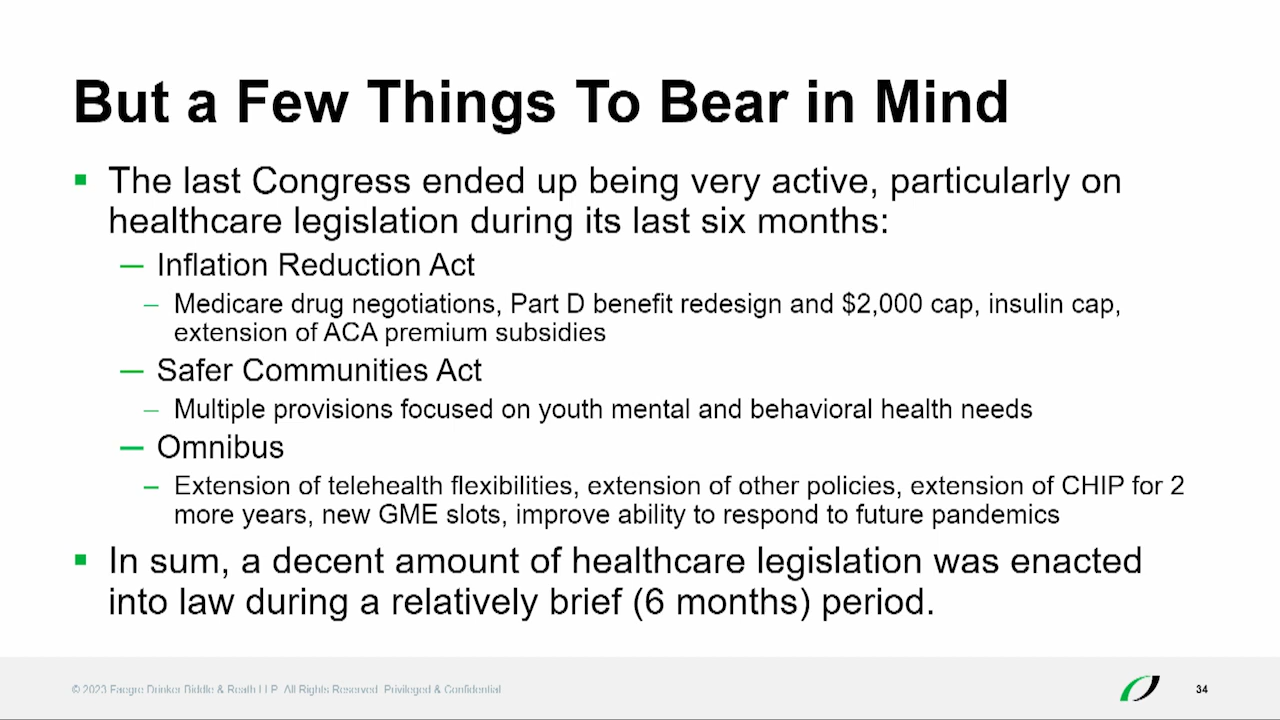 But a Few Things To Bear in Mind
▪ The last Congress ended up being very active, particularly on
healthcare legislation during its last six months:
— Inflation Reduction Act
– Medicare drug negotiations, Part D benefit redesign and $2,000 cap, insulin cap,
extension of ACA premium subsidies
— Safer Communities Act
– Multiple provisions focused on youth mental and behavioral health needs
— Omnibus
– Extension of telehealth flexibilities, extension of other policies, extension of CHIP for 2
more years, new GME slots, improve ability to respond to future pandemics
▪ In sum, a decent amount of healthcare legislation was enacted
into law during a relatively brief (6 months) period.
© 2023 Faegre Drinker Biddle & Reath LLP. All Rights Reserved. Privileged & Confidential.
34